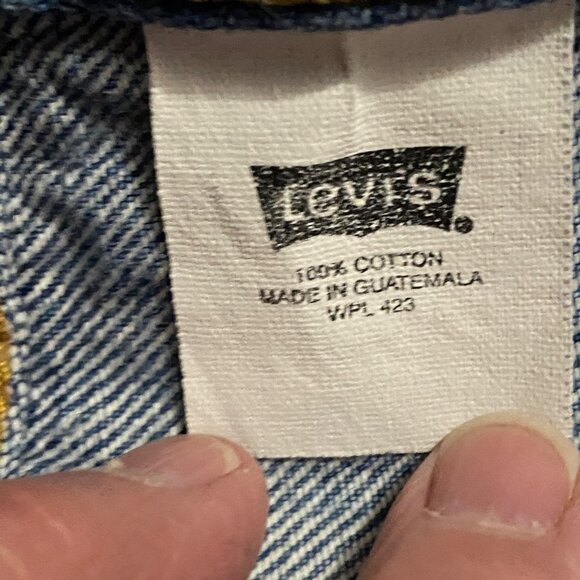 Levi's®
100% COTTON
MADE IN GUATEMALA
WPL 423